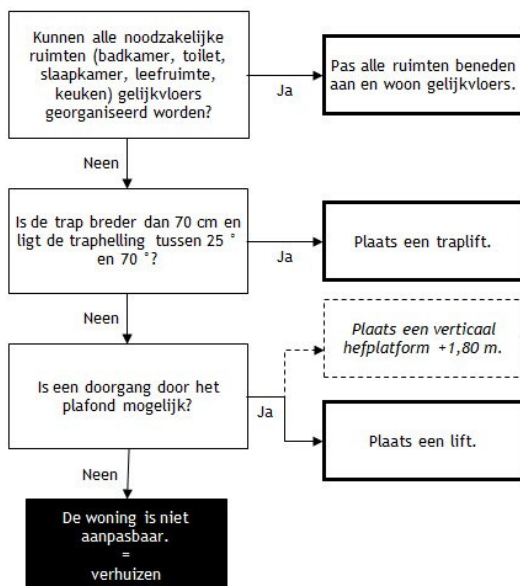 Kunnen alle noodzakelijke
ruimten (badkamer, toilet,
slaapkamer, leefruimte,
keuken) gelijkvloers
georganiseerd worden?
Ja
Pas alle ruimten beneden
aan en woon gelijkvloers.
Neen
Is de trap breder dan 70 cm en
ligt de traphelling tussen 25 °
en 70 °?
Ja
Plaats een traplift.
Neen
Is een doorgang door het
plafond mogelijk?
Ja
Plaats een verticaal
hefplatform +1,80 m.
Plaats een lift.
Neen
De woning is niet
aanpasbaar.
=
verhuizen